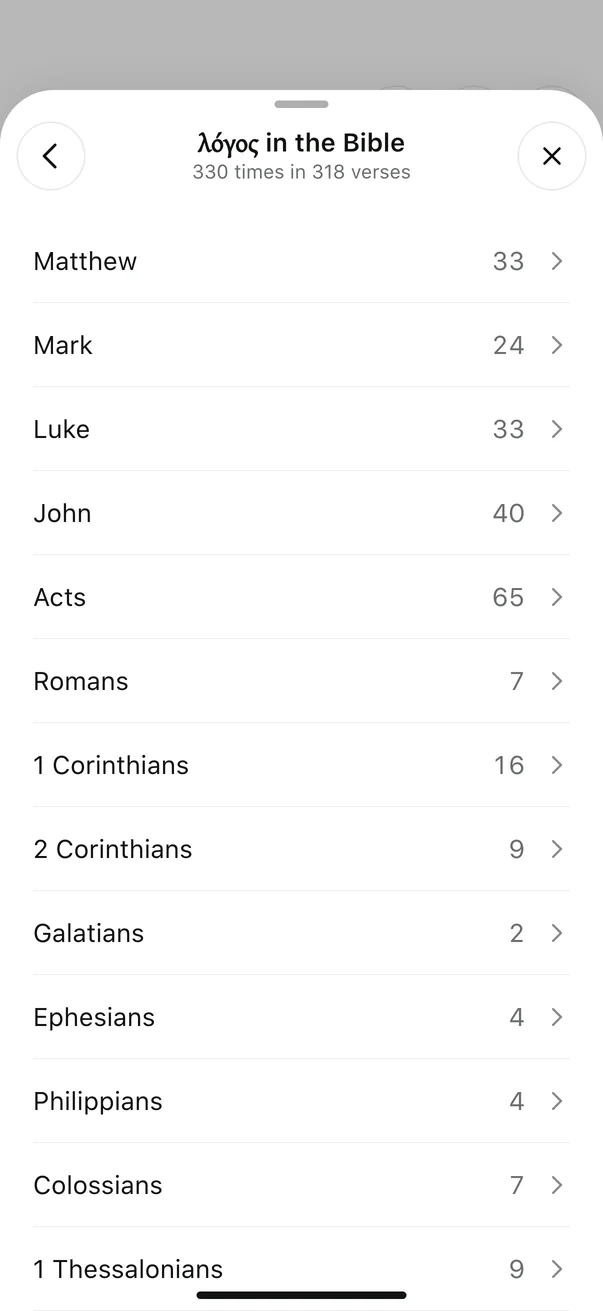 λόγος in the Bible
330 times in 318 verses
Matthew 33
Mark 24
Luke 33
John 40
Acts 65
Romans 7
1 Corinthians 16
2 Corinthians 9
Galatians 2
Ephesians 4
Philippians 4
Colossians 7
1 Thessalonians 9